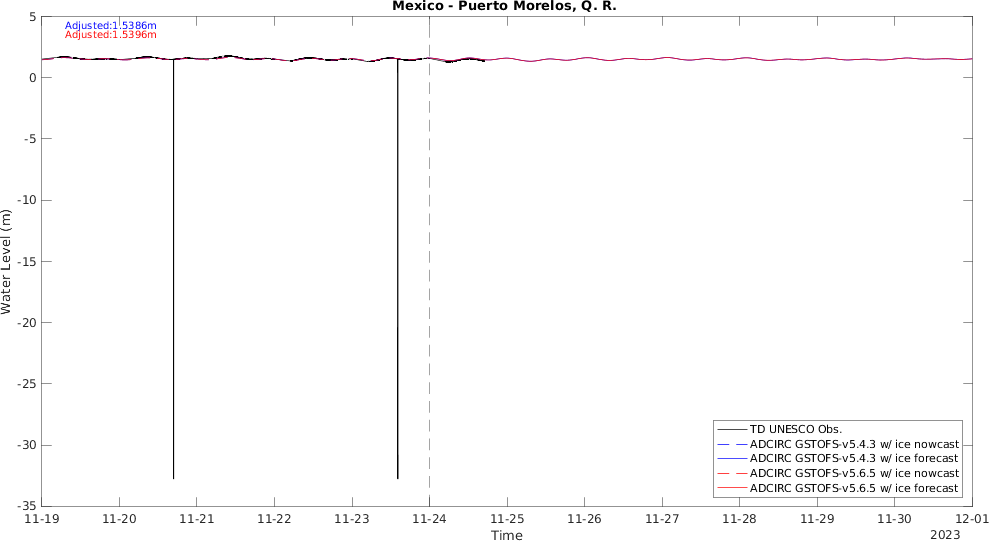 Mexico - Puerto Morelos, Q. R.
Adjusted:1.5386m
Adjusted:1.5396m
5
0
-5
-10
-15
-20
-25
-30
-35
Water Level (m)
TD UNESCO Obs.
ADCIRC GSTOFS-v5.4.3 w/ ice nowcast
ADCIRC GSTOFS-v5.4.3 w/ ice forecast
ADCIRC GSTOFS-v5.6.5 w/ ice nowcast
ADCIRC GSTOFS-v5.6.5 w/ ice forecast
11-19 11-20 11-21 11-22 11-23 11-24 11-25 11-26 11-27 11-28 11-29 11-30 12-01
Time
2023